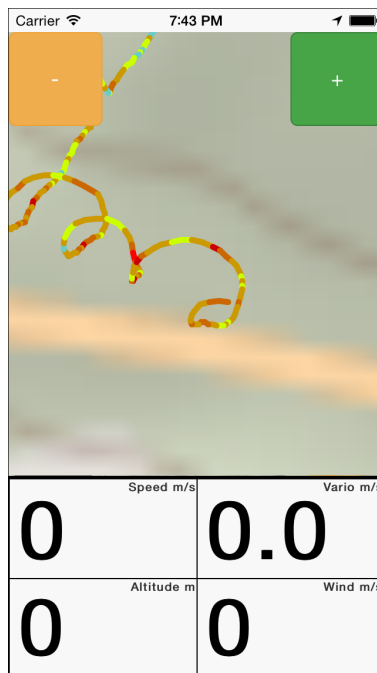 Carrier 7:43 PM
- +
Speed m/s Vario m/s
0 0.0
Altitude m Wind m/s
0 0